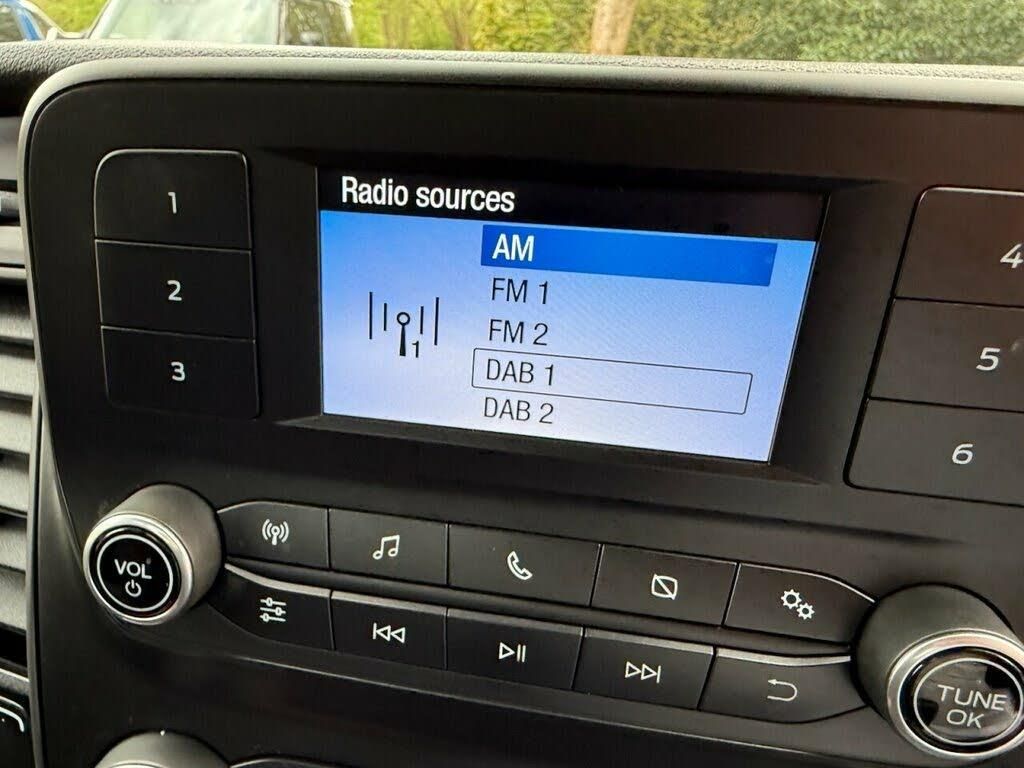 Radio sources
AM
FM 1
FM 2
DAB 1
DAB 2
1
1
2
3
4
5
6
VOL
TUNE
OK